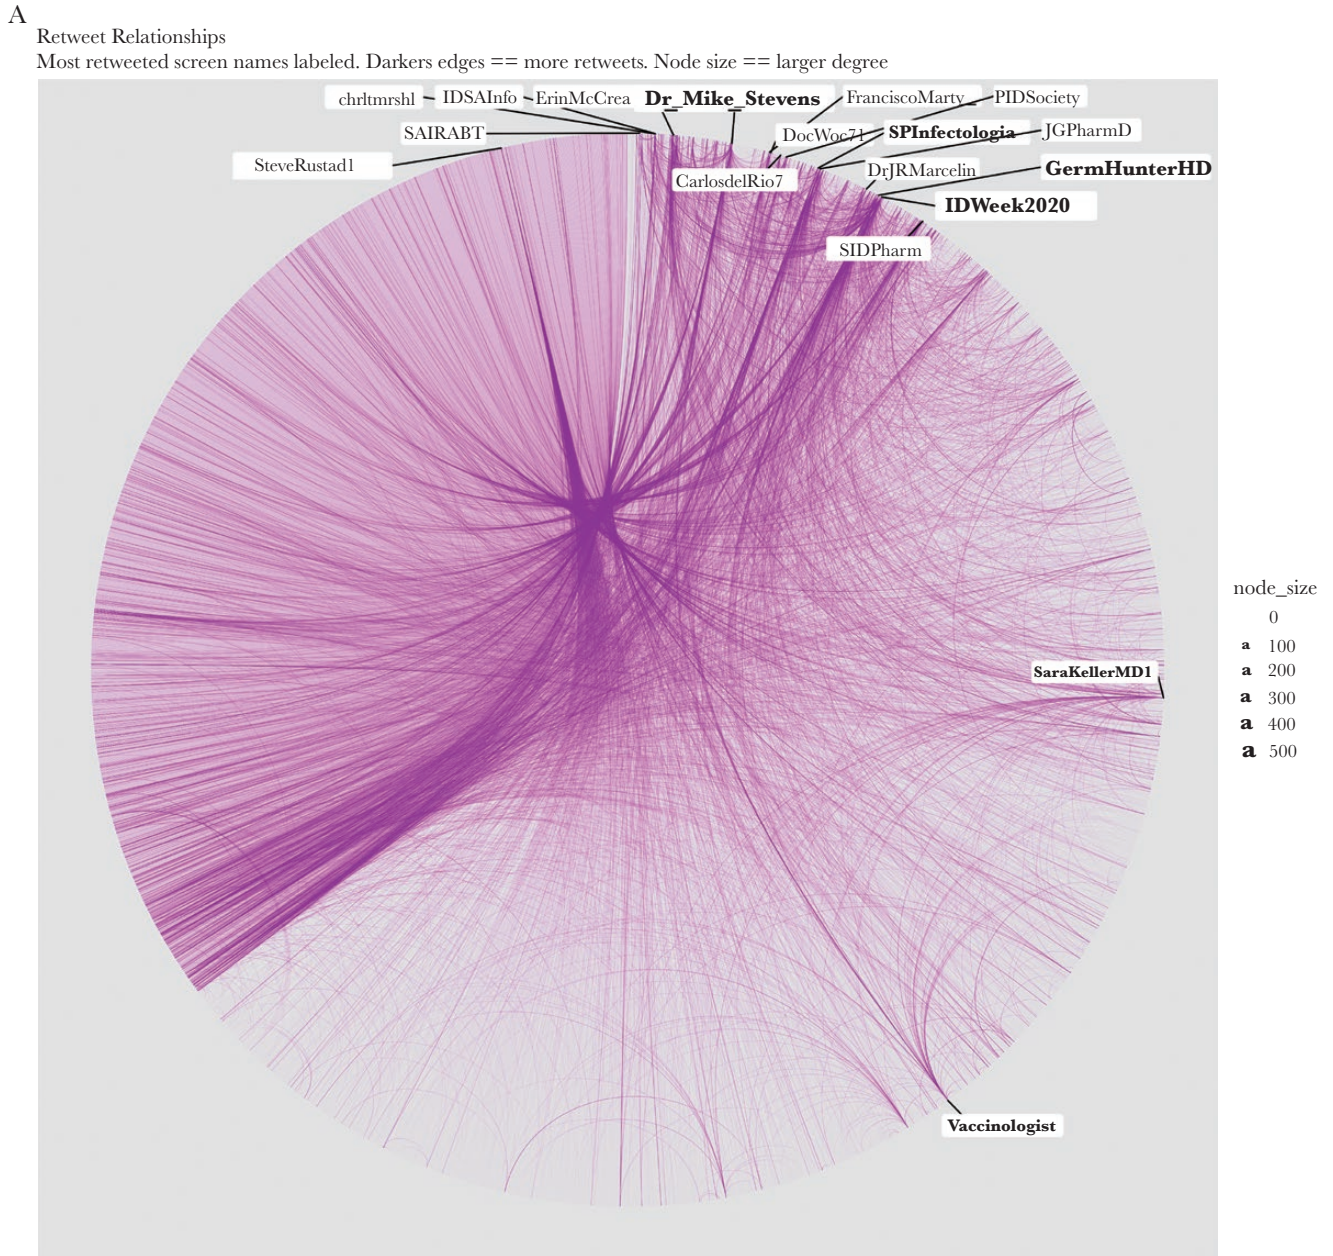 A
Retweet Relationships
Most retweeted screen names labeled. Darkers edges == more retweets. Node size == larger degree
chrltmrshl
IDSAInfo
ErinMcCrea
Dr_Mike_Stevens
FranciscoMarty_
PIDSociety
SAIRABT
DocWoc71
SPInfectologia
JGPharmD
SteveRustad1
CarlosdelRio7
DrJRMarcelin
GermHunterHD
IDWeek2020
SIDPharm
node_size
0
a 100
a 200
a 300
a 400
a 500
SaraKellerMD1
Vaccinologist